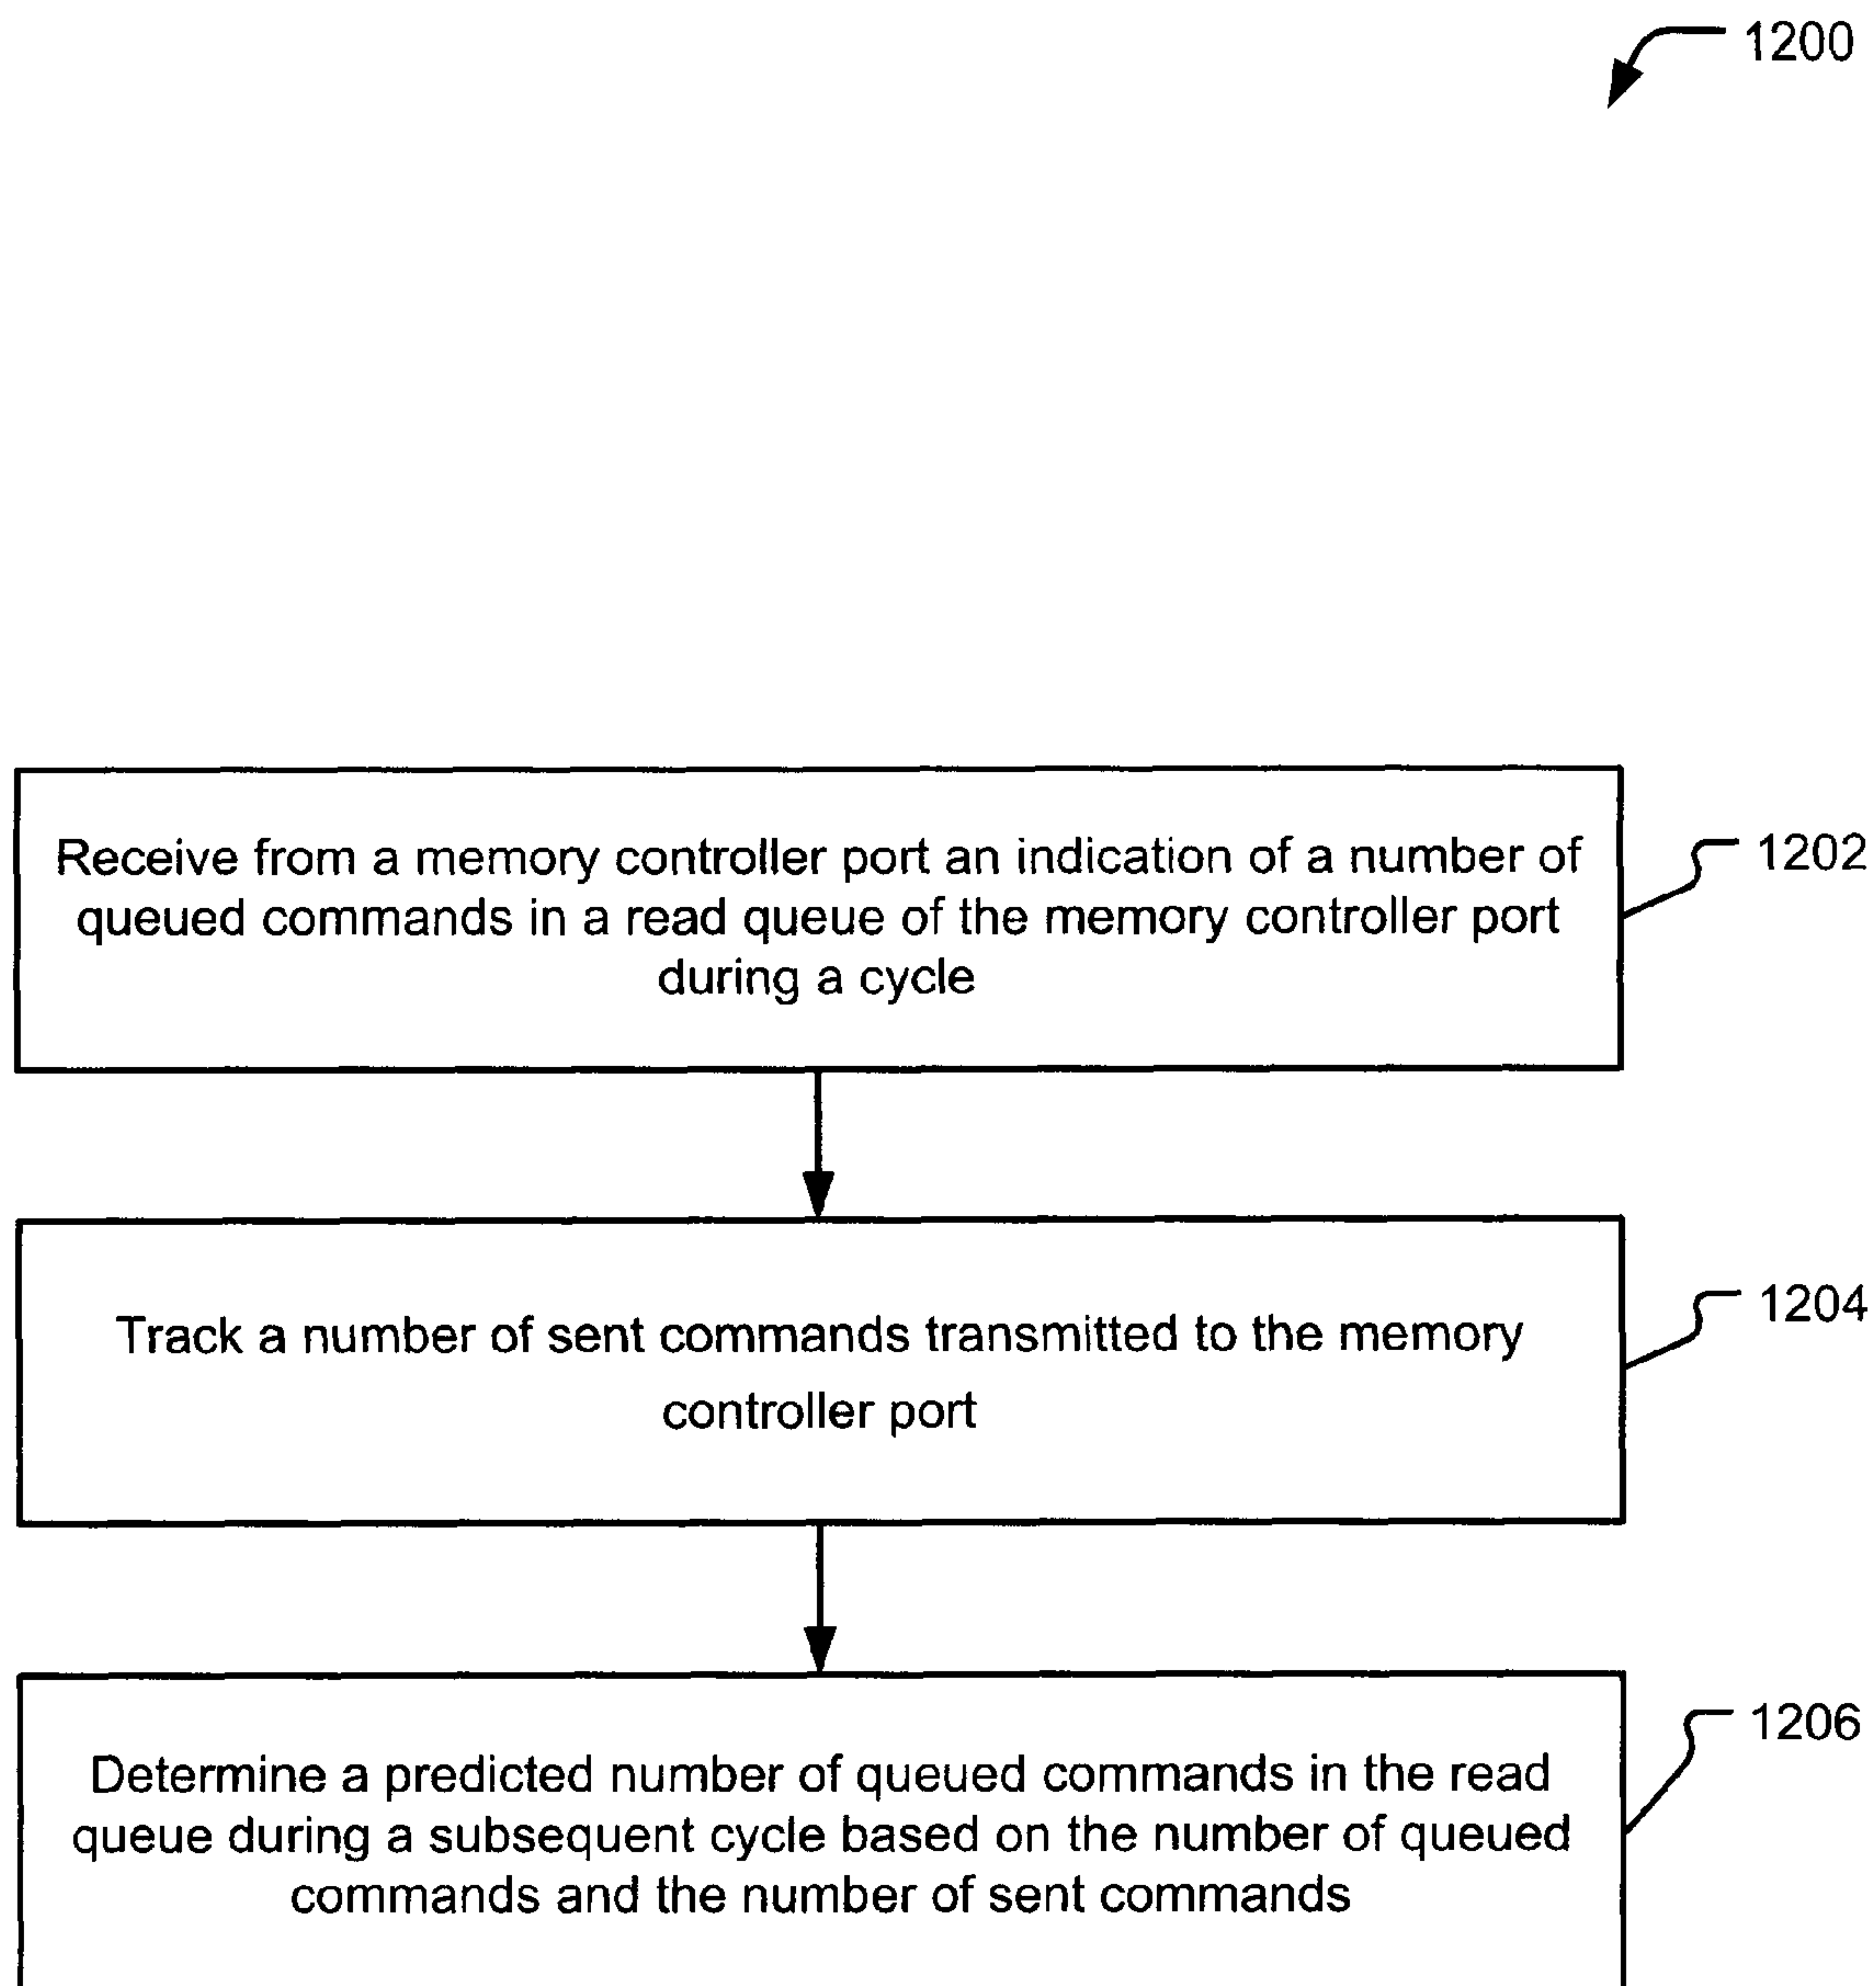 1200
Receive from a memory controller port an indication of a number of
queued commands in a read queue of the memory controller port
during a cycle
1202
Track a number of sent commands transmitted to the memory
controller port
1204
Determine a predicted number of queued commands in the read
queue during a subsequent cycle based on the number of queued
commands and the number of sent commands
1206